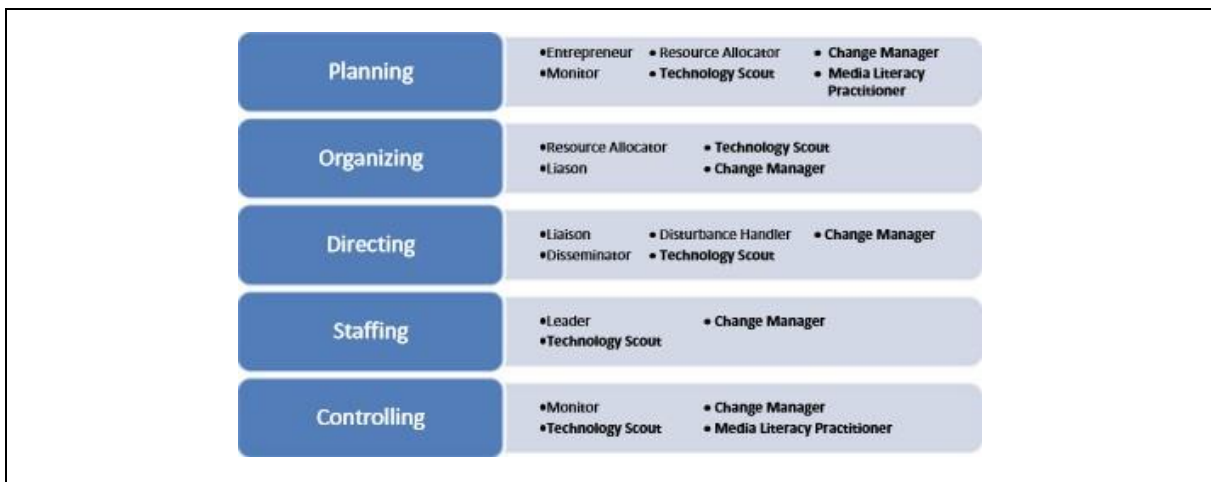 Planning
•Entrepreneur • Resource Allocator • Change Manager
•Monitor • Technology Scout • Media Literacy
Practitioner
Organizing
•Resource Allocator • Technology Scout
•Liason • Change Manager
Directing
•Liaison • Disturbance Handler • Change Manager
•Disseminator • Technology Scout
Staffing
•Leader • Change Manager
•Technology Scout
Controlling
•Monitor • Change Manager
•Technology Scout • Media Literacy Practitioner